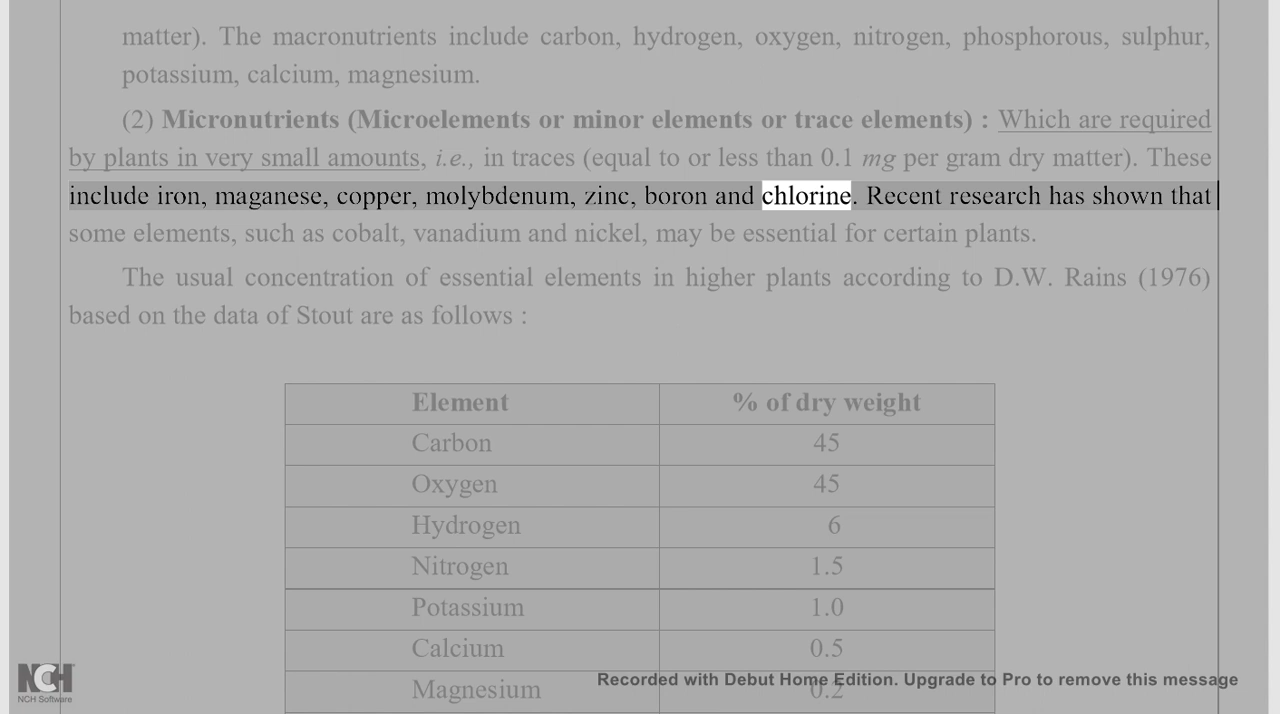 matter). The macronutrients include carbon, hydrogen, oxygen, nitrogen, phosphorous, sulphur,
potassium, calcium, magnesium.
(2) Micronutrients (Microelements or minor elements or trace elements) : Which are required
by plants in very small amounts, i.e., in traces (equal to or less than 0.1 mg per gram dry matter). These
include iron, maganese, copper, molybdenum, zinc, boron and chlorine. Recent research has shown that
some elements, such as cobalt, vanadium and nickel, may be essential for certain plants.
The usual concentration of essential elements in higher plants according to D.W. Rains (1976)
based on the data of Stout are as follows :
Element % of dry weight
Carbon 45
Oxygen 45
Hydrogen 6
Nitrogen 1.5
Potassium 1.0
Calcium 0.5
Magnesium 0.2
NCH
NCH Software
Recorded with Debut Home Edition. Upgrade to Pro to remove this message